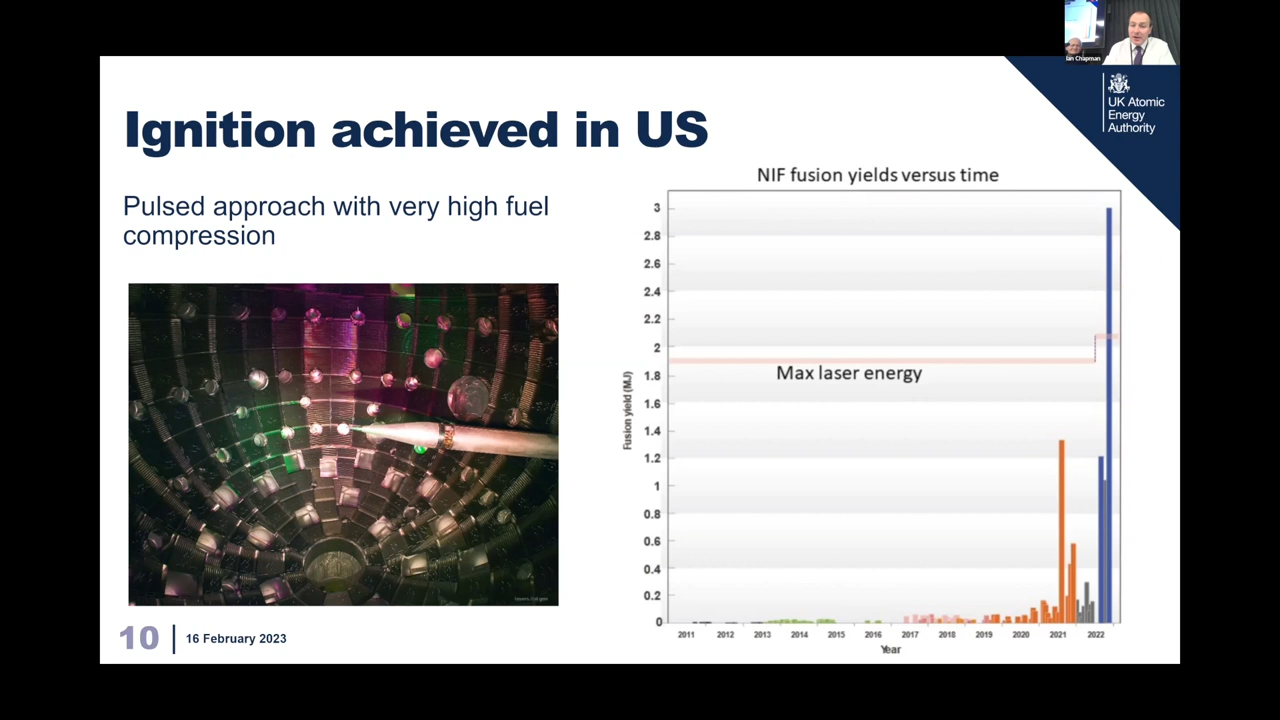 Ian Chapman
UK Atomic
Energy
Authority
Ignition achieved in US
Pulsed approach with very high fuel
compression
NIF fusion yields versus time
3
2.8
2.6
2.4
2.2
2
1.8
1.6
1.4
1.2
1
0.8
0.6
0.4
0.2
0
Max laser energy
Fusion yield (MJ)
2011 2012 2013 2014 2015 2016 2017 2018 2019 2020 2021 2022
Year
10 16 February 2023